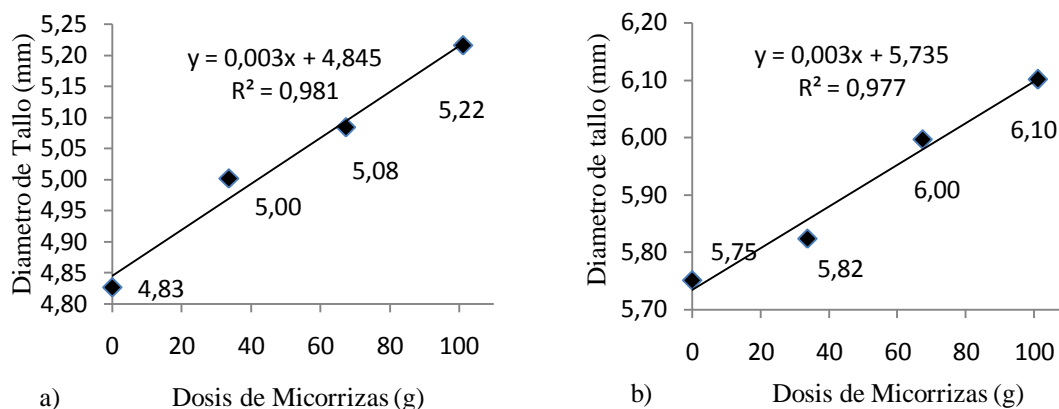 5,25
5,20
5,15
5,10
5,05
5,00
4,95
4,90
4,85
4,80
Diametro de Tallo (mm)
y = 0,003x + 4,845
R² = 0,981
4,83
5,00
5,08
5,22
0 20 40 60 80 100
a) Dosis de Micorrizas (g)
6,20
6,10
6,00
5,90
5,80
5,70
Diametro de tallo (mm)
y = 0,003x + 5,735
R² = 0,977
5,75
5,82
6,00
6,10
0 20 40 60 80 100
b) Dosis de Micorrizas (g)